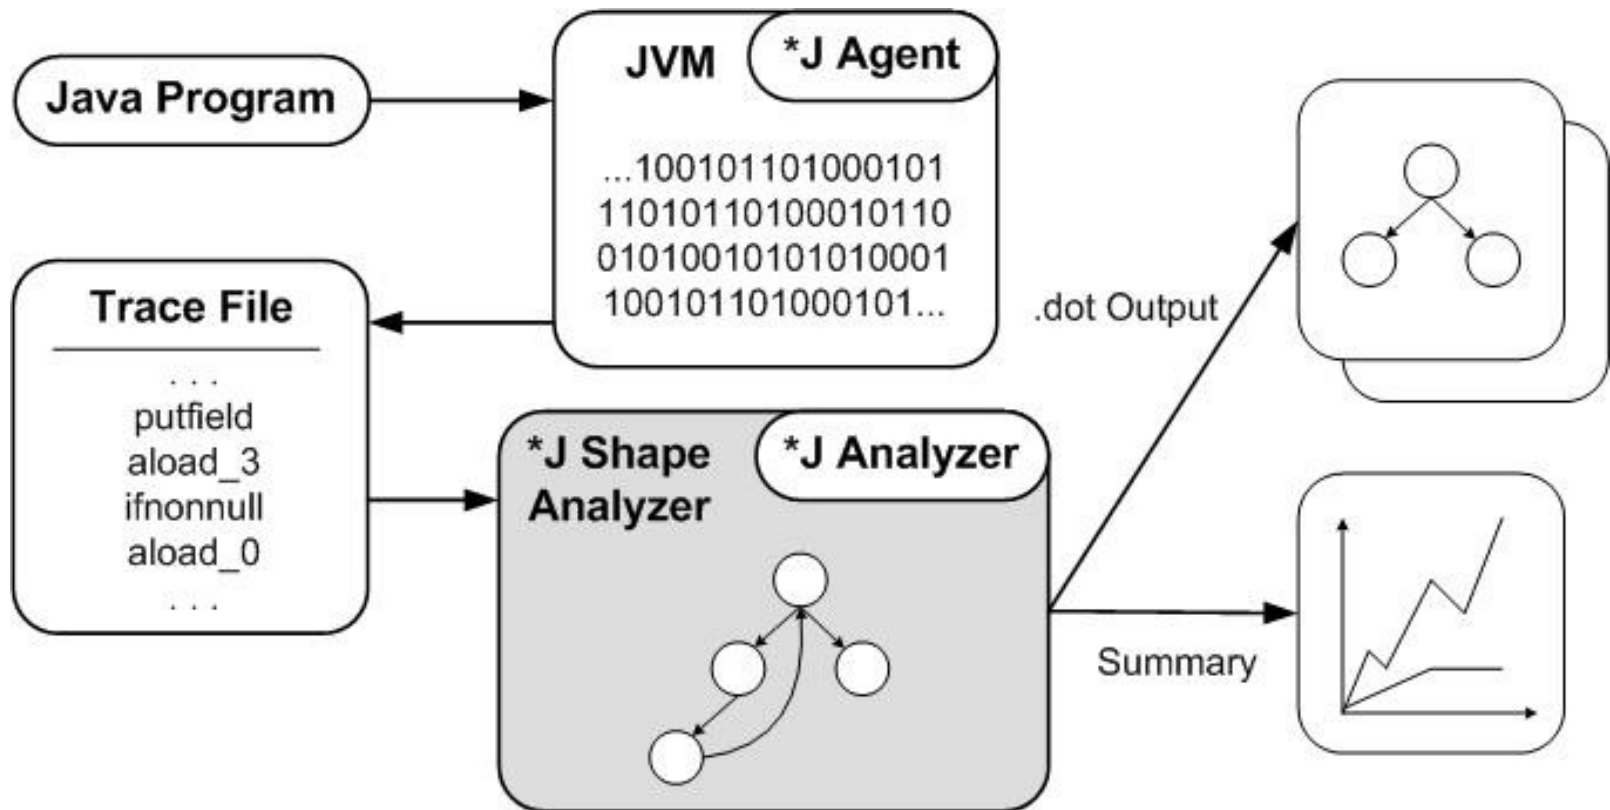 Java Program
JVM
*J Agent
...100101101000101
11010110100010110
01010010101010001
100101101000101...
Trace File
. . .
putfield
aload_3
ifnonnull
aload_0
. . .
*J Shape
Analyzer
*J Analyzer
.dot Output
Summary